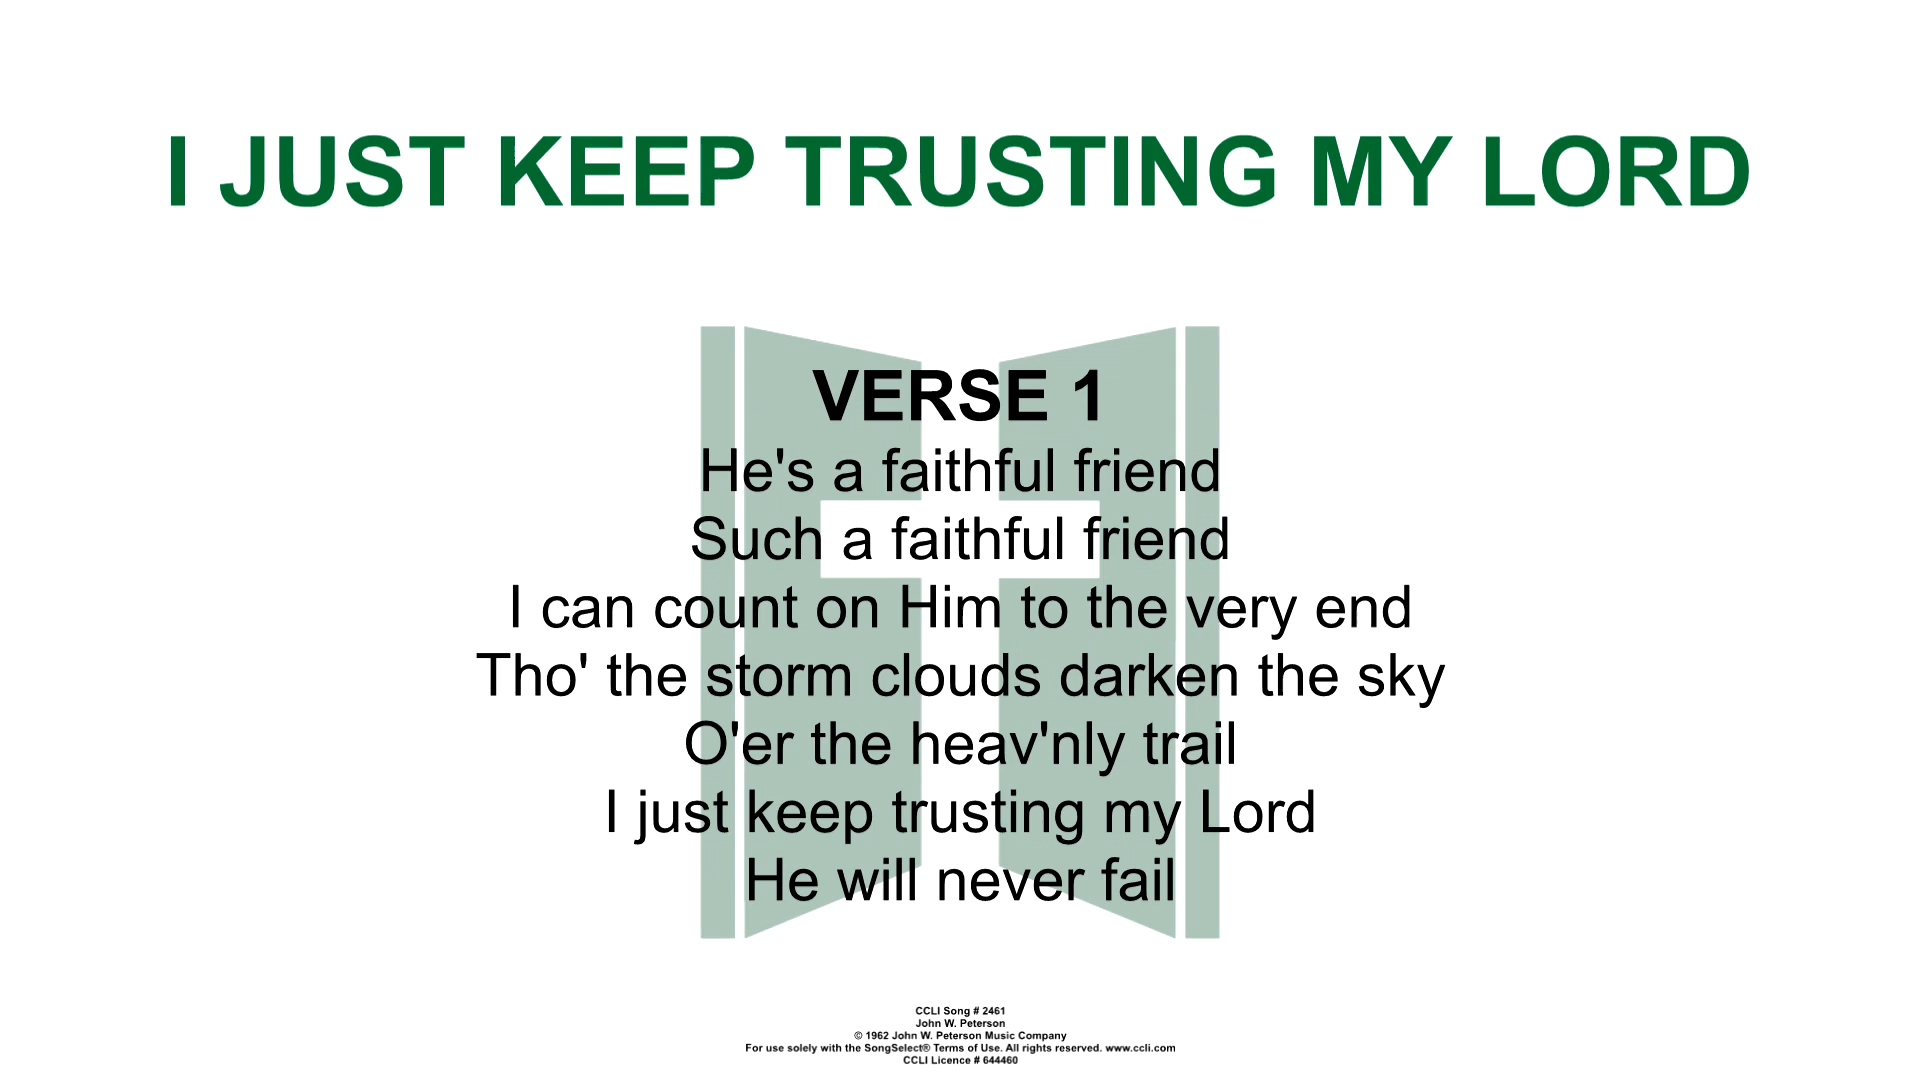 I JUST KEEP TRUSTING MY LORD
VERSE 1
He's a faithful friend
Such a faithful friend
I can count on Him to the very end
Tho' the storm clouds darken the sky
O'er the heav'nly trail
I just keep trusting my Lord
He will never fail
CCLI Song # 2461
John W. Peterson
© 1962 John W. Peterson Music Company
For use solely with the SongSelect® Terms of Use. All rights reserved. www.ccli.com
CCLI Licence # 644460